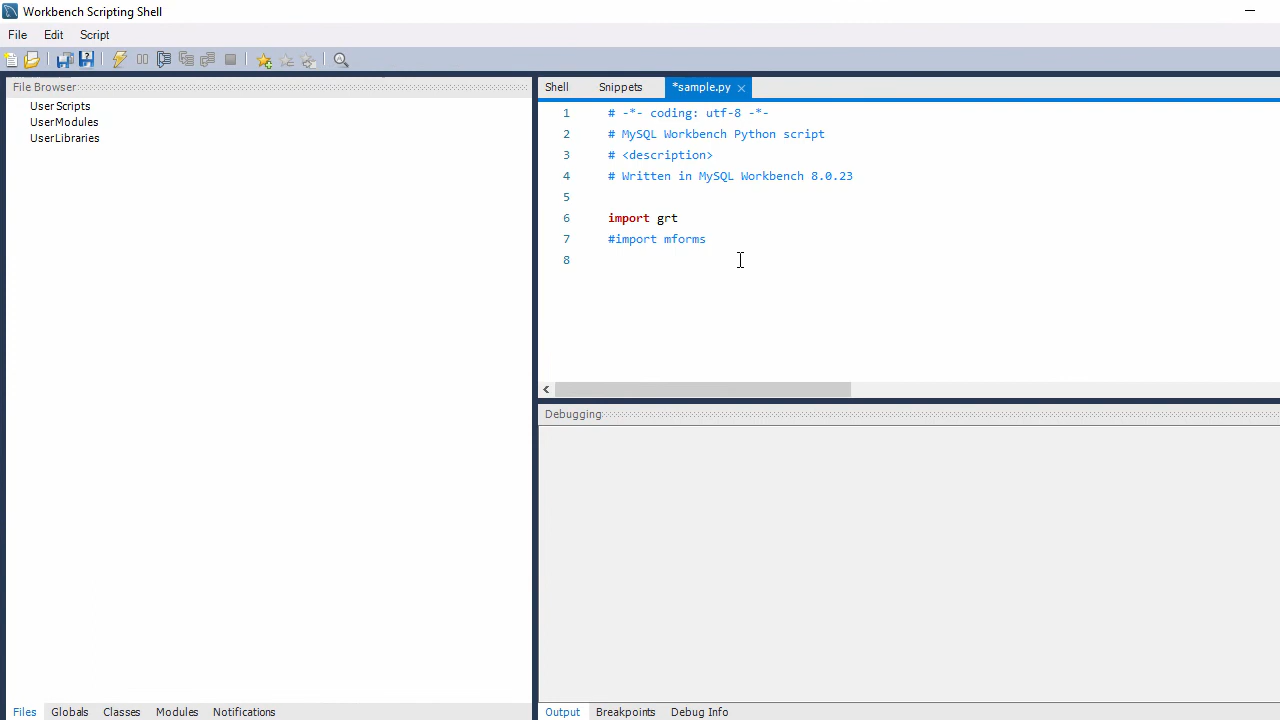 Workbench Scripting Shell
File Edit Script
File Browser
UserScripts
UserModules
UserLibraries
Shell Snippets *sample.py
1 # -*- coding: utf-8 -*-
2 # MySQL Workbench Python script
3 # <description>
4 # Written in MySQL Workbench 8.0.23
5
6 import grt
7 #import mforms
8
Debugging
Files Globals Classes Modules Notifications
Output Breakpoints Debug Info